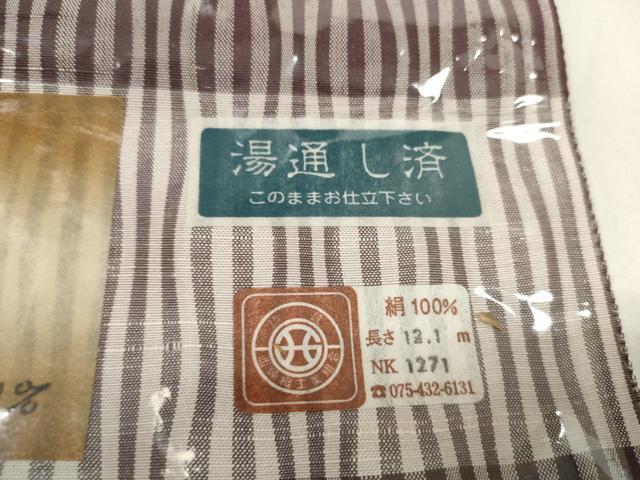 湯通し済
このままお仕立下さい
絹 100%
長さ 12.1 m
NK 1271
☎075-432-6131
1%